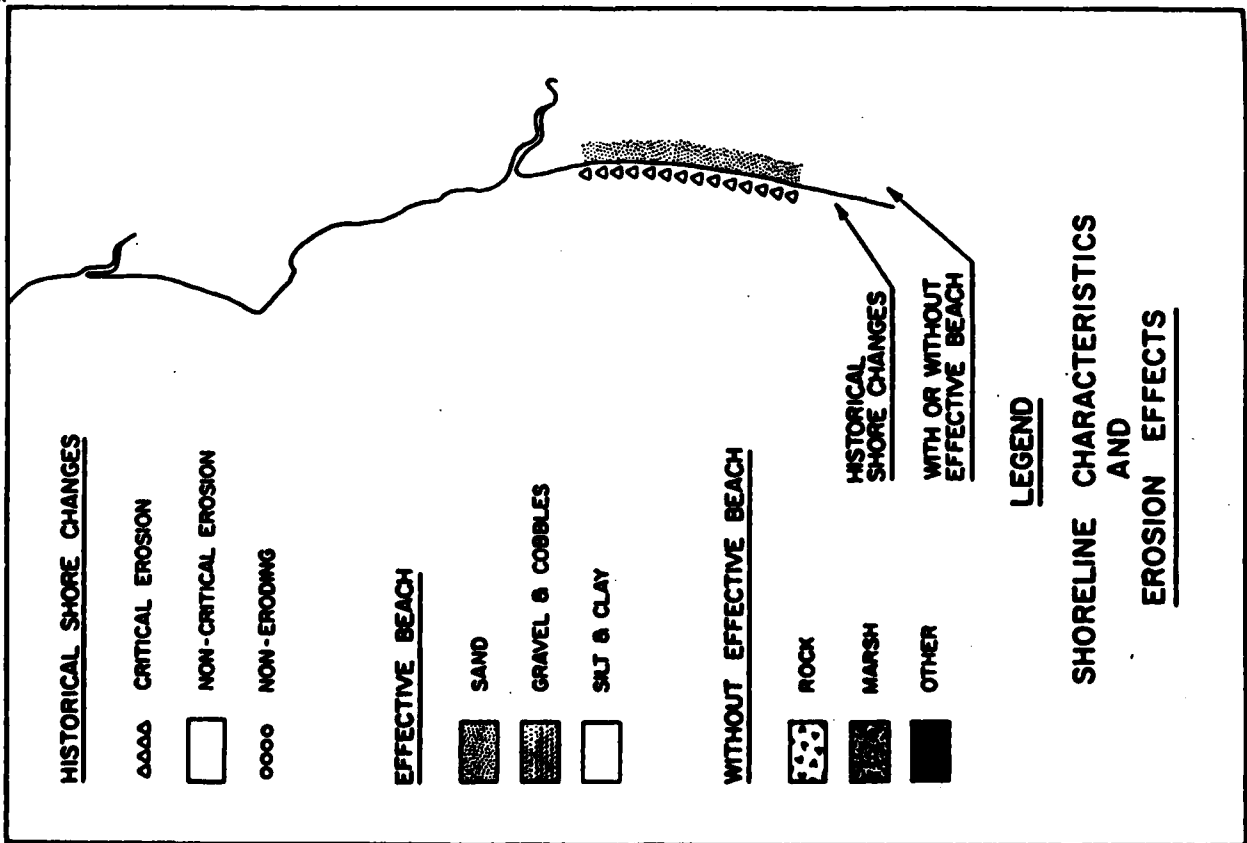 HISTORICAL SHORE CHANGES
CRITICAL EROSION
NON-CRITICAL EROSION
NON-ERODING
EFFECTIVE BEACH
SAND
GRAVEL & COBBLES
SILT & CLAY
WITHOUT EFFECTIVE BEACH
ROCK
MARSH
OTHER
HISTORICAL
SHORE CHANGES
WITH OR WITHOUT
EFFECTIVE BEACH
LEGEND
SHORELINE CHARACTERISTICS
AND
EROSION EFFECTS